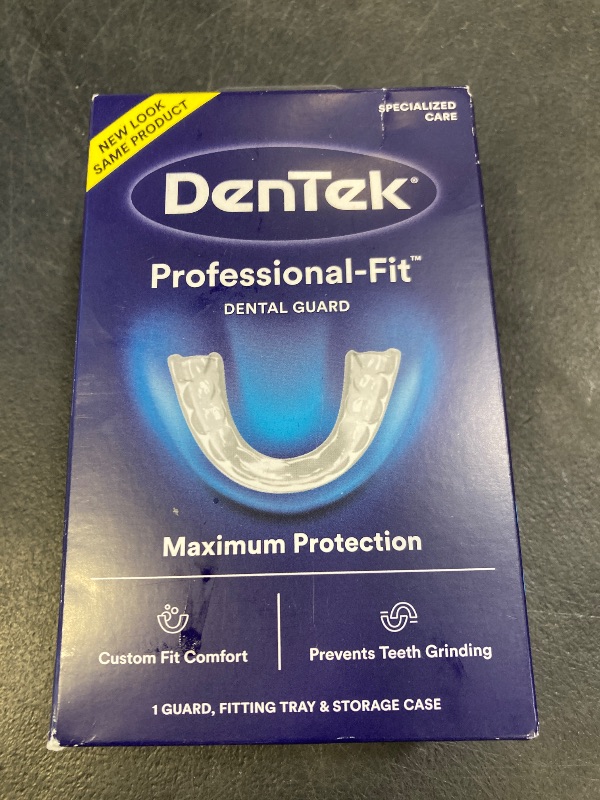 NEW LOOK
SAME PRODUCT
SPECIALIZED
CARE
DenTek®
Professional-Fit™
DENTAL GUARD
Maximum Protection
Custom Fit Comfort
Prevents Teeth Grinding
1 GUARD, FITTING TRAY & STORAGE CASE